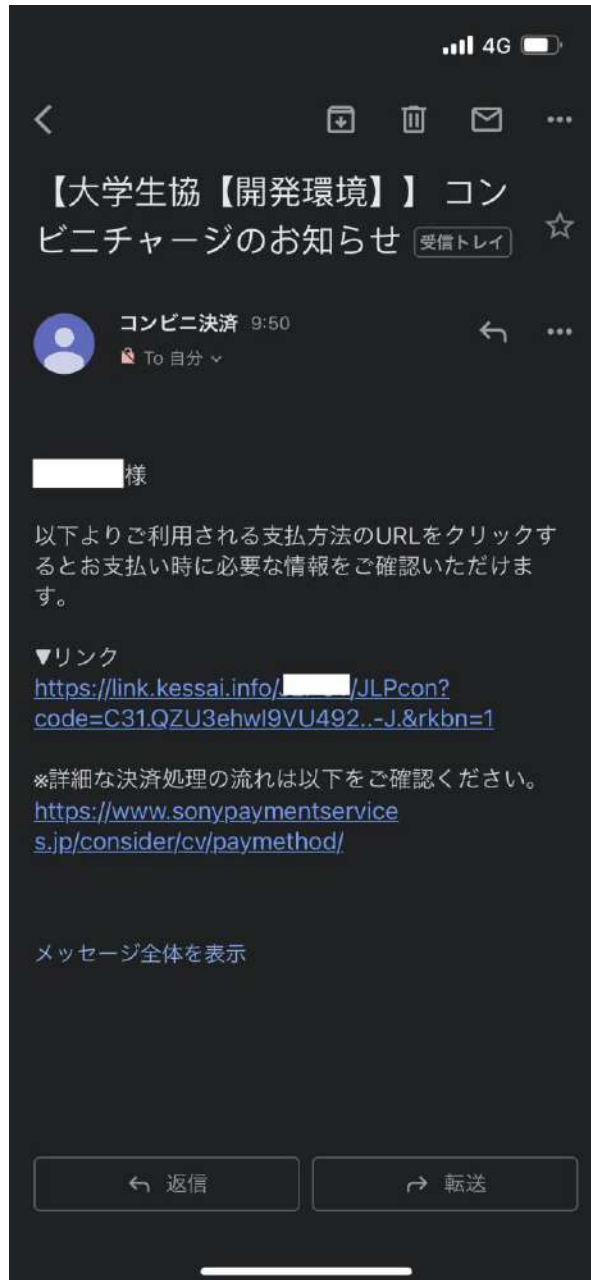 4G
【大学生協【開発環境】】 コン
ビニチャージのお知らせ 受信トレイ
コンビニ決済 9:50
To 自分
様
以下よりご利用される支払方法のURLをクリックす
るとお支払い時に必要な情報をご確認いただけま
す。
▼リンク
https://link.kessai.info/ /JLPcon?
code=C31.QZU3ehwI9VU492..-J.&rkbn=1
※詳細な決済処理の流れは以下をご確認ください。
https://www.sonypaymentservice
s.jp/consider/cv/paymethod/
メッセージ全体を表示
返信
転送